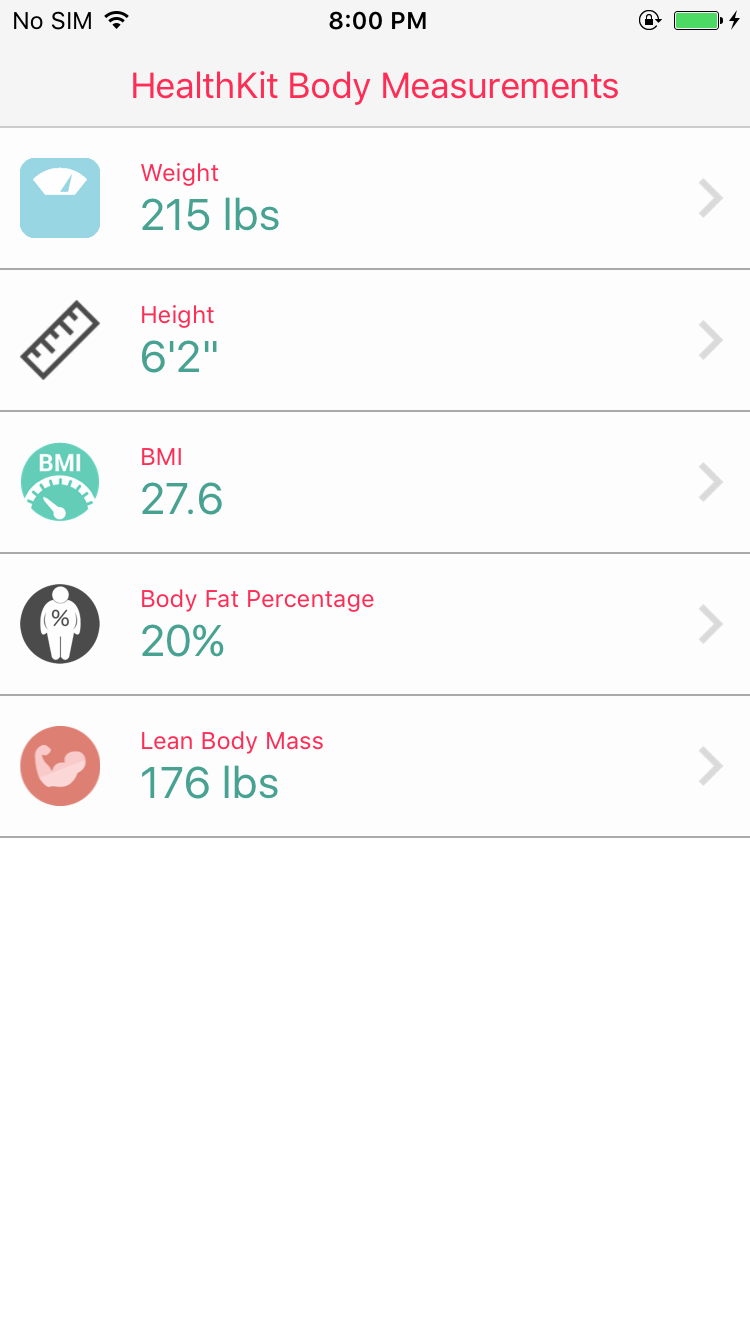 No SIM 8:00 PM
HealthKit Body Measurements
Weight
215 lbs
Height
6'2"
BMI
BMI
27.6
%
Body Fat Percentage
20%
Lean Body Mass
176 lbs